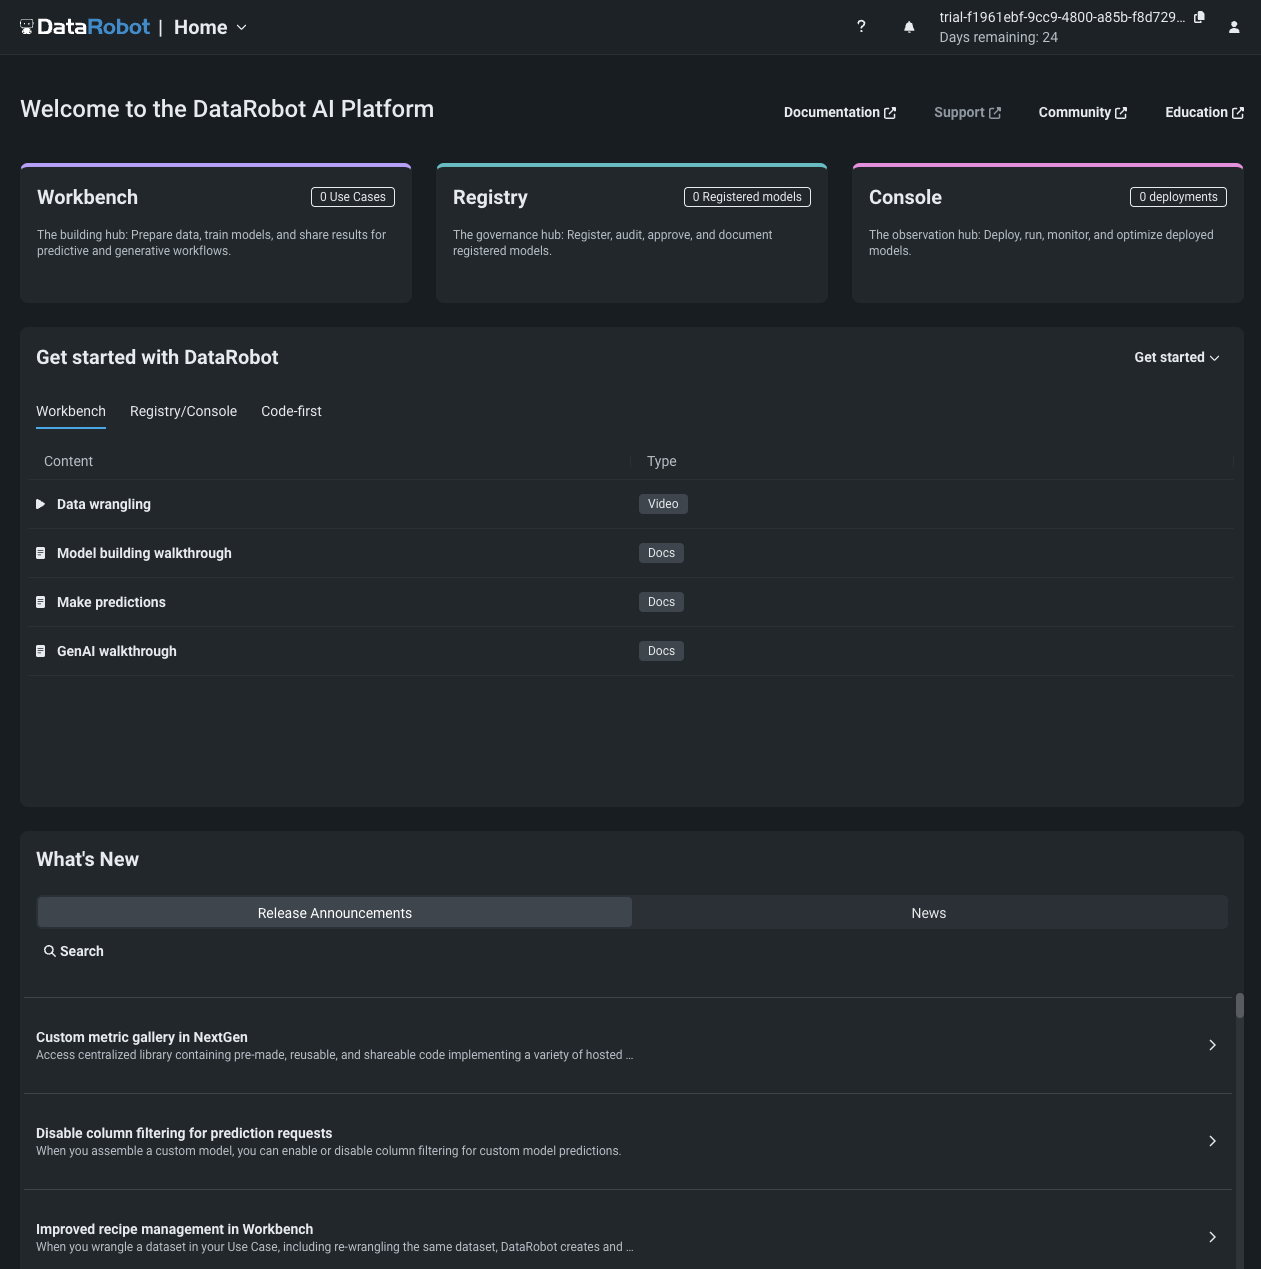 DataRobot | Home
?
trial-f1961ebf-9cc9-4800-a85b-f8d729...
Days remaining: 24
Welcome to the DataRobot AI Platform
Documentation
Support
Community
Education
Workbench
0 Use Cases
The building hub: Prepare data, train models, and share results for
predictive and generative workflows.
Registry
0 Registered models
The governance hub: Register, audit, approve, and document
registered models.
Console
0 deployments
The observation hub: Deploy, run, monitor, and optimize deployed
models.
Get started with DataRobot
Get started
Workbench Registry/Console Code-first
Content Type
Data wrangling Video
Model building walkthrough Docs
Make predictions Docs
GenAI walkthrough Docs
What's New
Release Announcements News
Search
Custom metric gallery in NextGen
Access centralized library containing pre-made, reusable, and shareable code implementing a variety of hosted ...
Disable column filtering for prediction requests
When you assemble a custom model, you can enable or disable column filtering for custom model predictions.
Improved recipe management in Workbench
When you wrangle a dataset in your Use Case, including re-wrangling the same dataset, DataRobot creates and ...